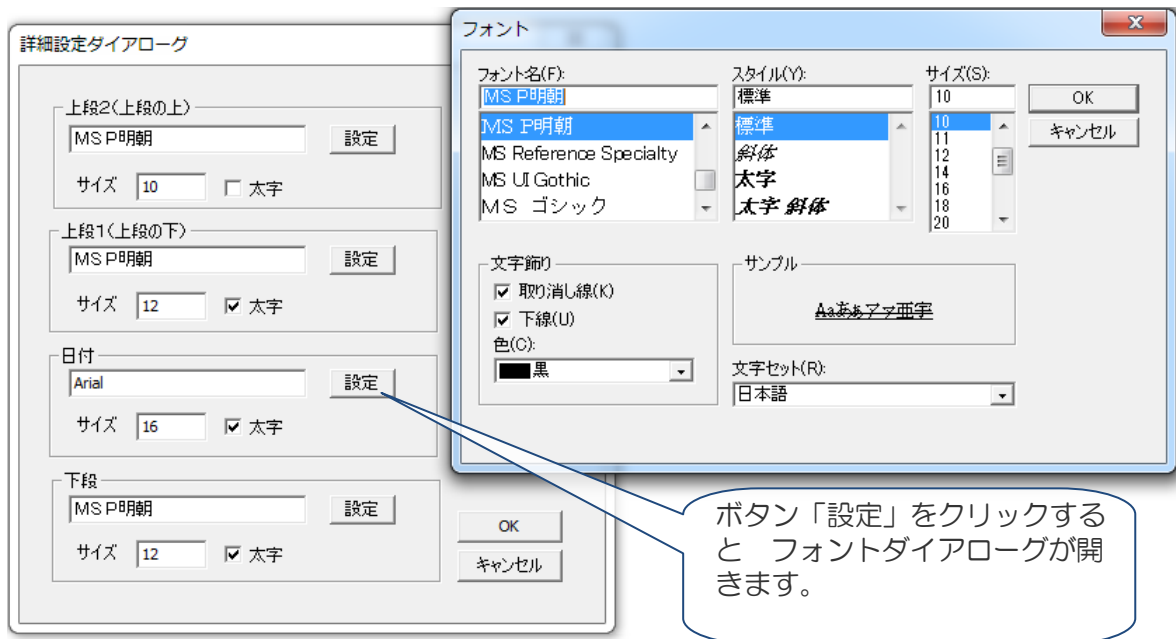 詳細設定ダイアローグ
上段2(上段の上)
MS P明朝
設定
サイズ 10 太字
上段1(上段の下)
MS P明朝
設定
サイズ 12 太字
日付
Arial
設定
サイズ 16 太字
下段
MS P明朝
設定
サイズ 12 太字
OK
キャンセル
フォント
フォント名(F):
MS P明朝
MS P明朝
MS Reference Specialty
MS UI Gothic
MS ゴシック
スタイル(Y):
標準
標準
斜体
太字
太字 斜体
サイズ(S):
10
10
11
12
14
16
18
20
OK
キャンセル
文字飾り
取り消し線(K)
下線(U)
色(C):
黒
サンプル
Aaあぁアァ亜宇
文字セット(R):
日本語
ボタン「設定」をクリックする
と フォントダイアローグが開
きます。